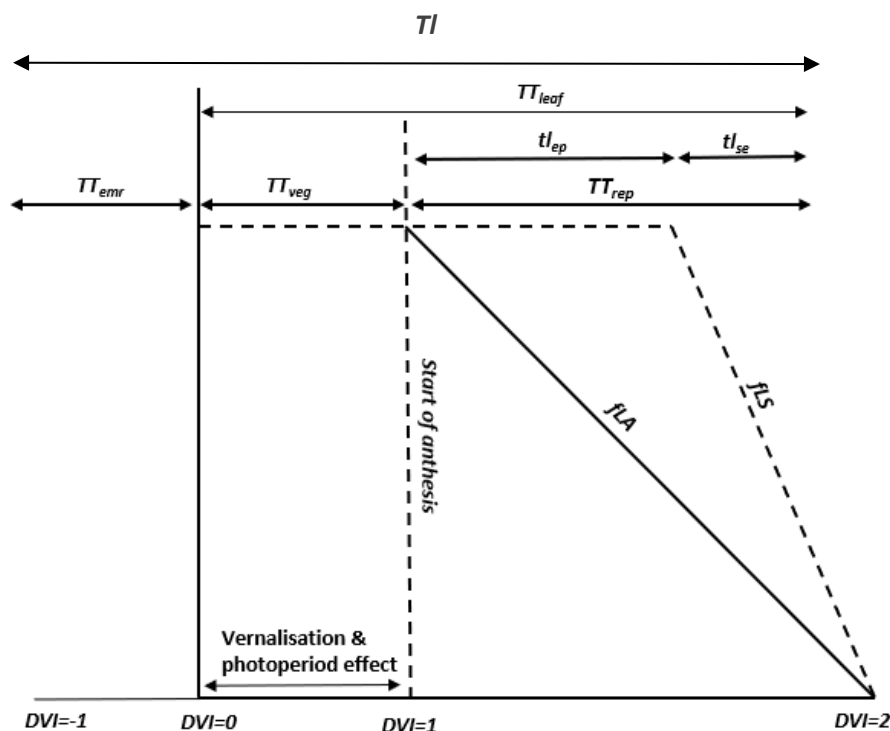 Tl
TTleaf
tlep
tlse
TTemr
TTveg
TTrep
Start of anthesis
fLA
fLS
Vernalisation &
photoperiod effect
DVI=-1
DVI=0
DVI=1
DVI=2